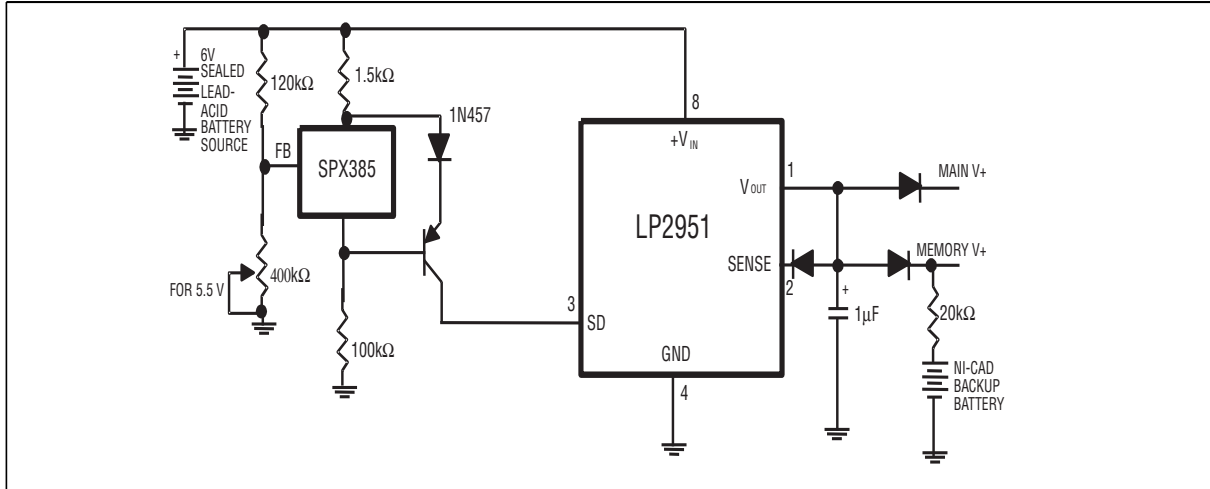 +
6V
SEALED
LEAD-
ACID
BATTERY
SOURCE
120kΩ
1.5kΩ
1N457
FB
SPX385
400kΩ
FOR 5.5 V
100kΩ
8
+VIN
1
VOUT
MAIN V+
LP2951
SENSE
2
MEMORY V+
3
SD
+
1µF
20kΩ
GND
4
NI-CAD
BACKUP
BATTERY